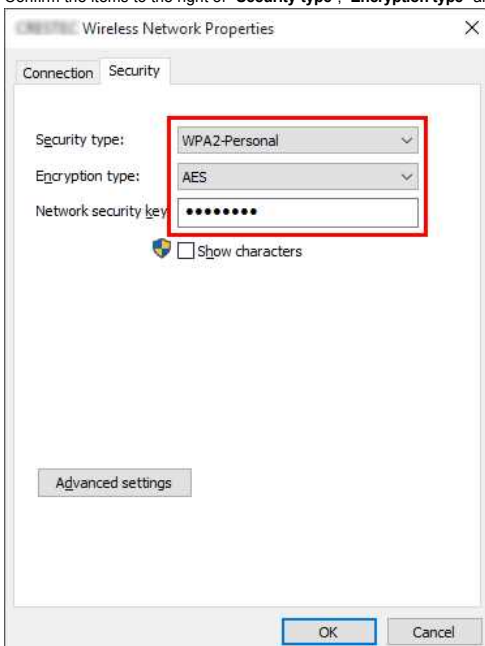 Confirm the items to the right of "Security type", "Encryption type" a
Wireless Network Properties
Connection Security
Security type: WPA2-Personal
Encryption type: AES
Network security key ●●●●●●●●
Show characters
Advanced settings
OK Cancel